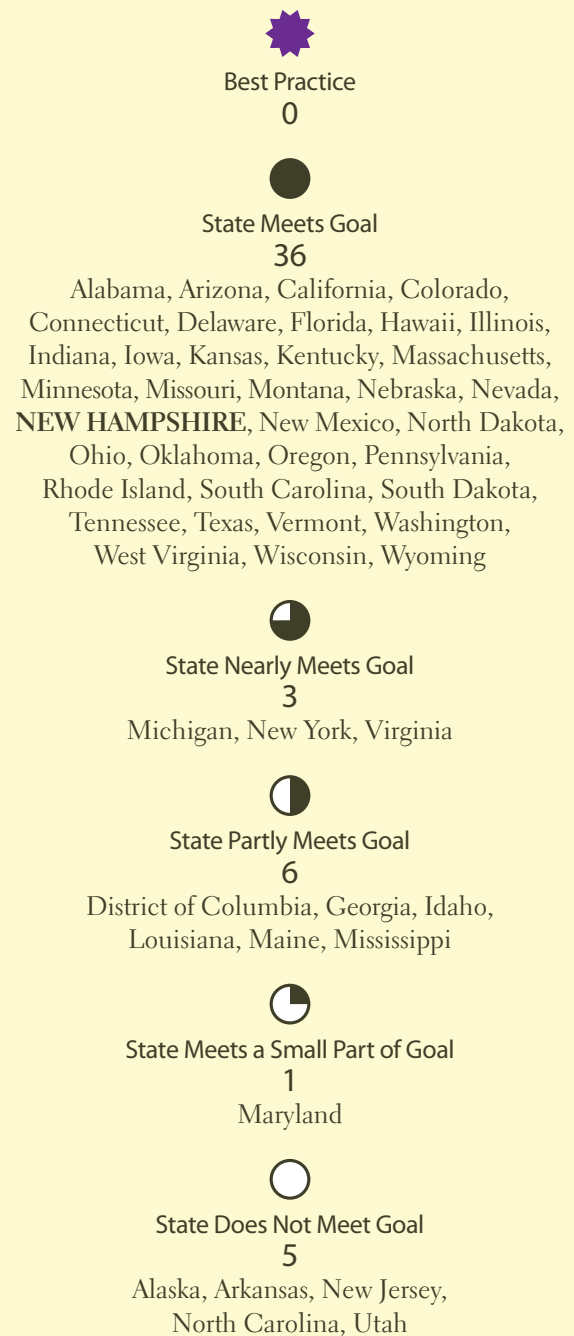 Best Practice
0
State Meets Goal
36
Alabama, Arizona, California, Colorado,
Connecticut, Delaware, Florida, Hawaii, Illinois,
Indiana, Iowa, Kansas, Kentucky, Massachusetts,
Minnesota, Missouri, Montana, Nebraska, Nevada,
NEW HAMPSHIRE, New Mexico, North Dakota,
Ohio, Oklahoma, Oregon, Pennsylvania,
Rhode Island, South Carolina, South Dakota,
Tennessee, Texas, Vermont, Washington,
West Virginia, Wisconsin, Wyoming
State Nearly Meets Goal
3
Michigan, New York, Virginia
State Partly Meets Goal
6
District of Columbia, Georgia, Idaho,
Louisiana, Maine, Mississippi
State Meets a Small Part of Goal
1
Maryland
State Does Not Meet Goal
5
Alaska, Arkansas, New Jersey,
North Carolina, Utah